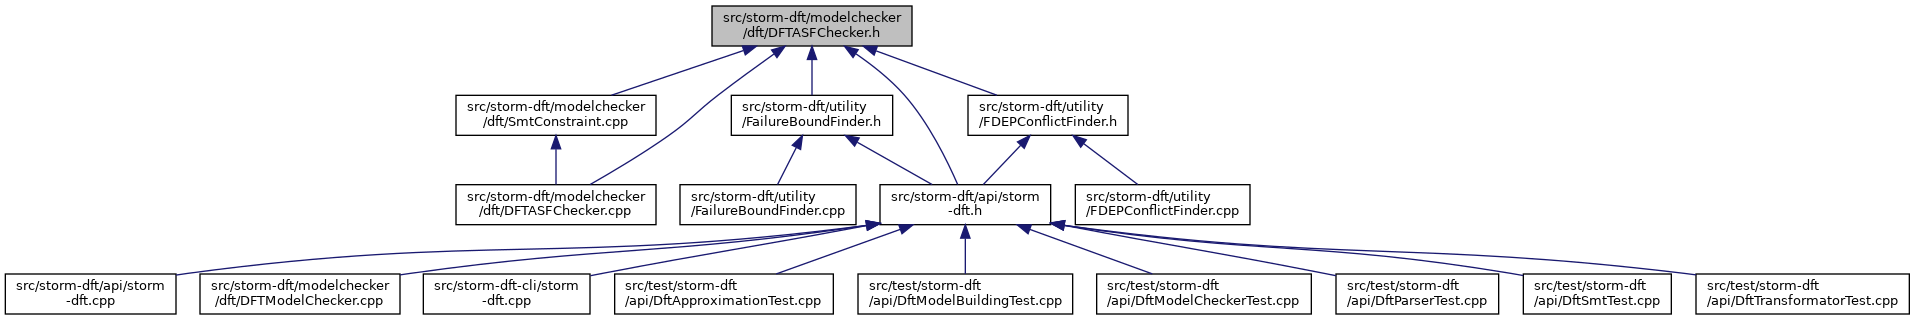 src/storm-dft/modelchecker
/dft/DFTASFChecker.h
src/storm-dft/modelchecker
/dft/SmtConstraint.cpp
src/storm-dft/utility
/FailureBoundFinder.h
src/storm-dft/utility
/FDEPConflictFinder.h
src/storm-dft/modelchecker
/dft/DFTASFChecker.cpp
src/storm-dft/utility
/FailureBoundFinder.cpp
src/storm-dft/api/storm
-dft.h
src/storm-dft/utility
/FDEPConflictFinder.cpp
src/storm-dft/api/storm
-dft.cpp
src/storm-dft/modelchecker
/dft/DFTModelChecker.cpp
src/storm-dft-cli/storm
-dft.cpp
src/test/storm-dft
/api/DftApproximationTest.cpp
src/test/storm-dft
/api/DftModelBuildingTest.cpp
src/test/storm-dft
/api/DftModelCheckerTest.cpp
src/test/storm-dft
/api/DftParserTest.cpp
src/test/storm-dft
/api/DftSmtTest.cpp
src/test/storm-dft
/api/DftTransformatorTest.cpp